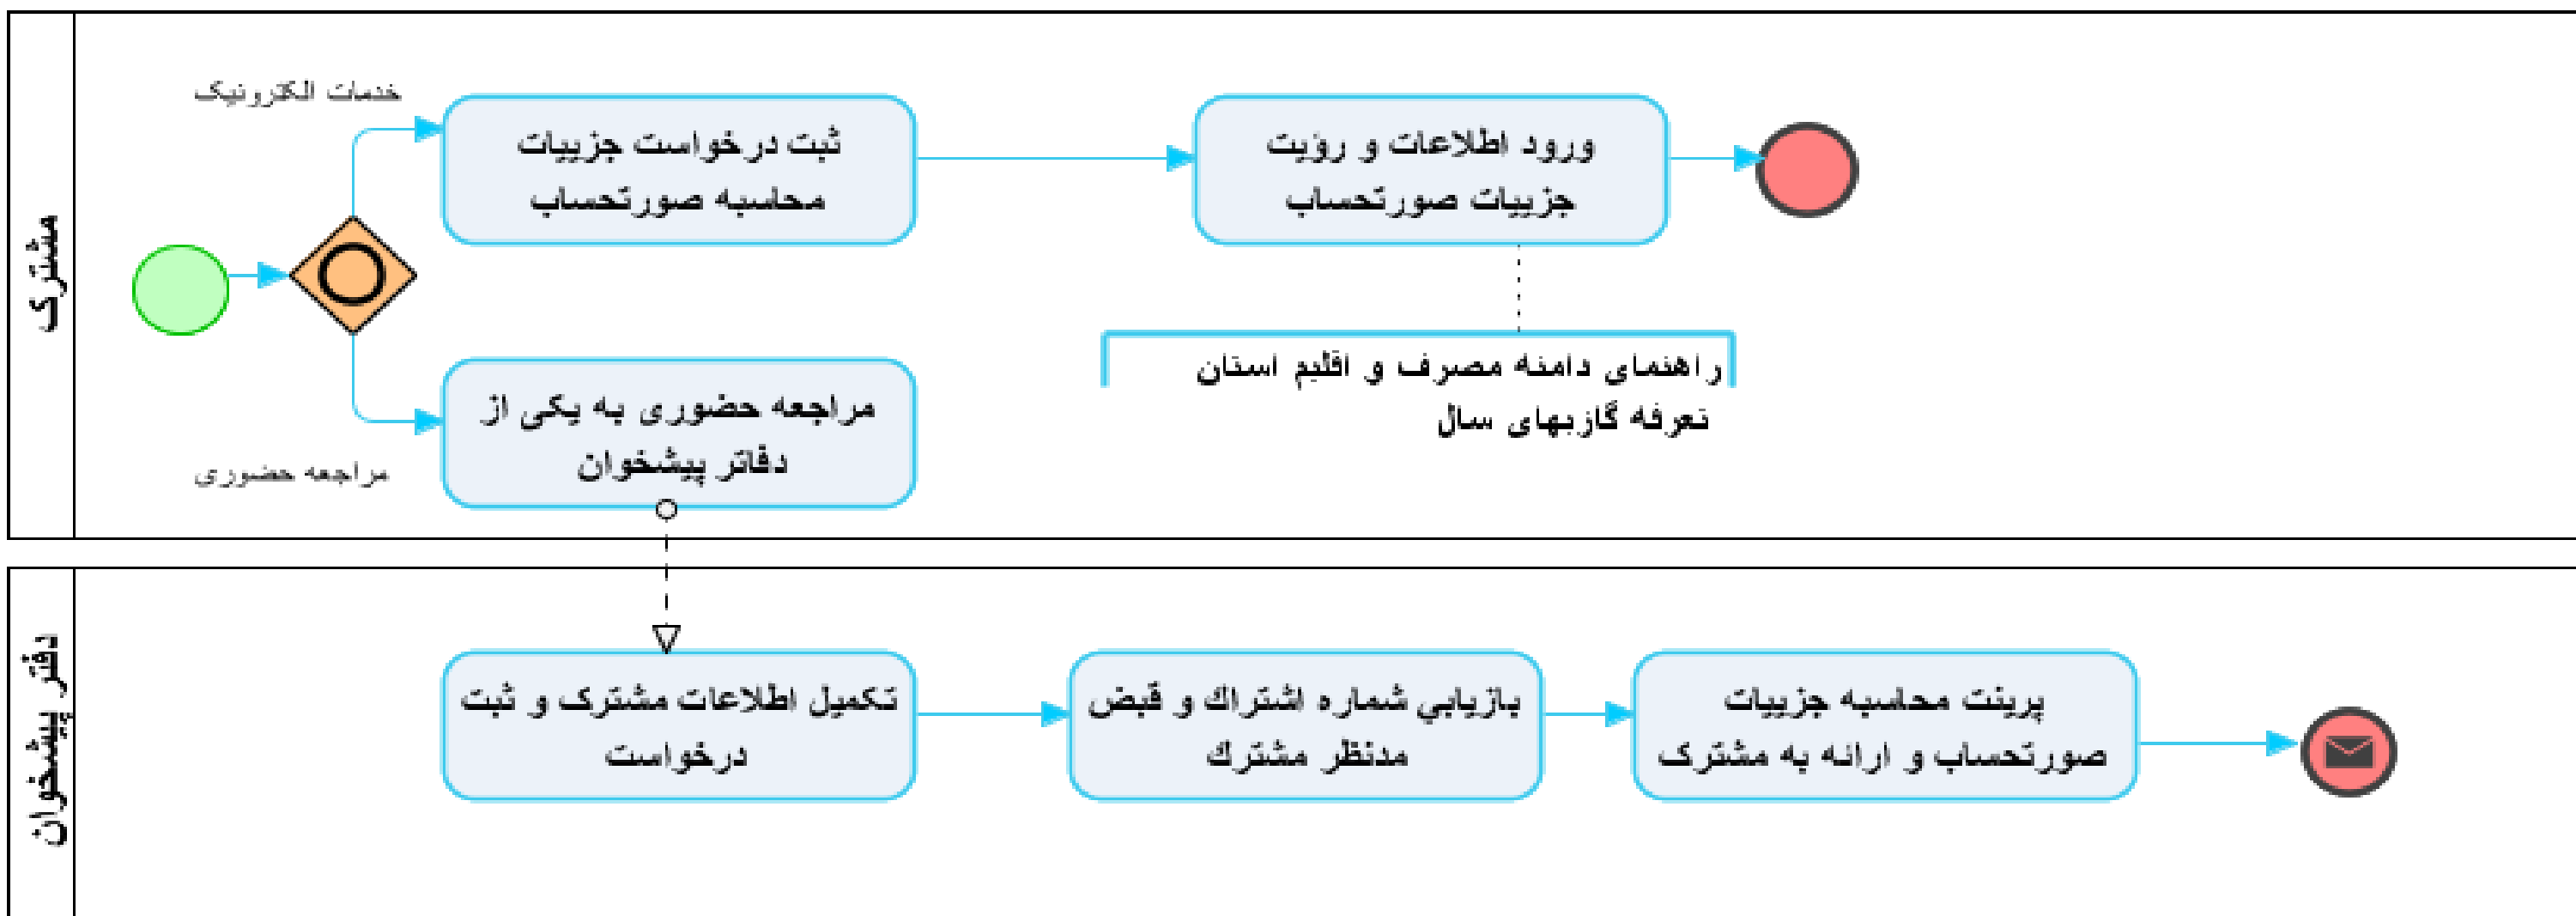 مشترک
خدمات الکترونیک
ثبت درخواست جزییات
محاسبه صورتحساب
ورود اطلاعات و رؤیت
جزییات صورتحساب
راهنمای دامنه مصرف و اقلیم استان
تعرفه گازبهای سال
مراجعه حضوری به یکی از
دفاتر پیشخوان
مراجعه حضوری
دفتر پیشخوان
تکمیل اطلاعات مشترک و ثبت
درخواست
بازیابي شماره اشتراك و قبض
مدنظر مشترك
پرینت محاسبه جزییات
صورتحساب و ارائه به مشترک